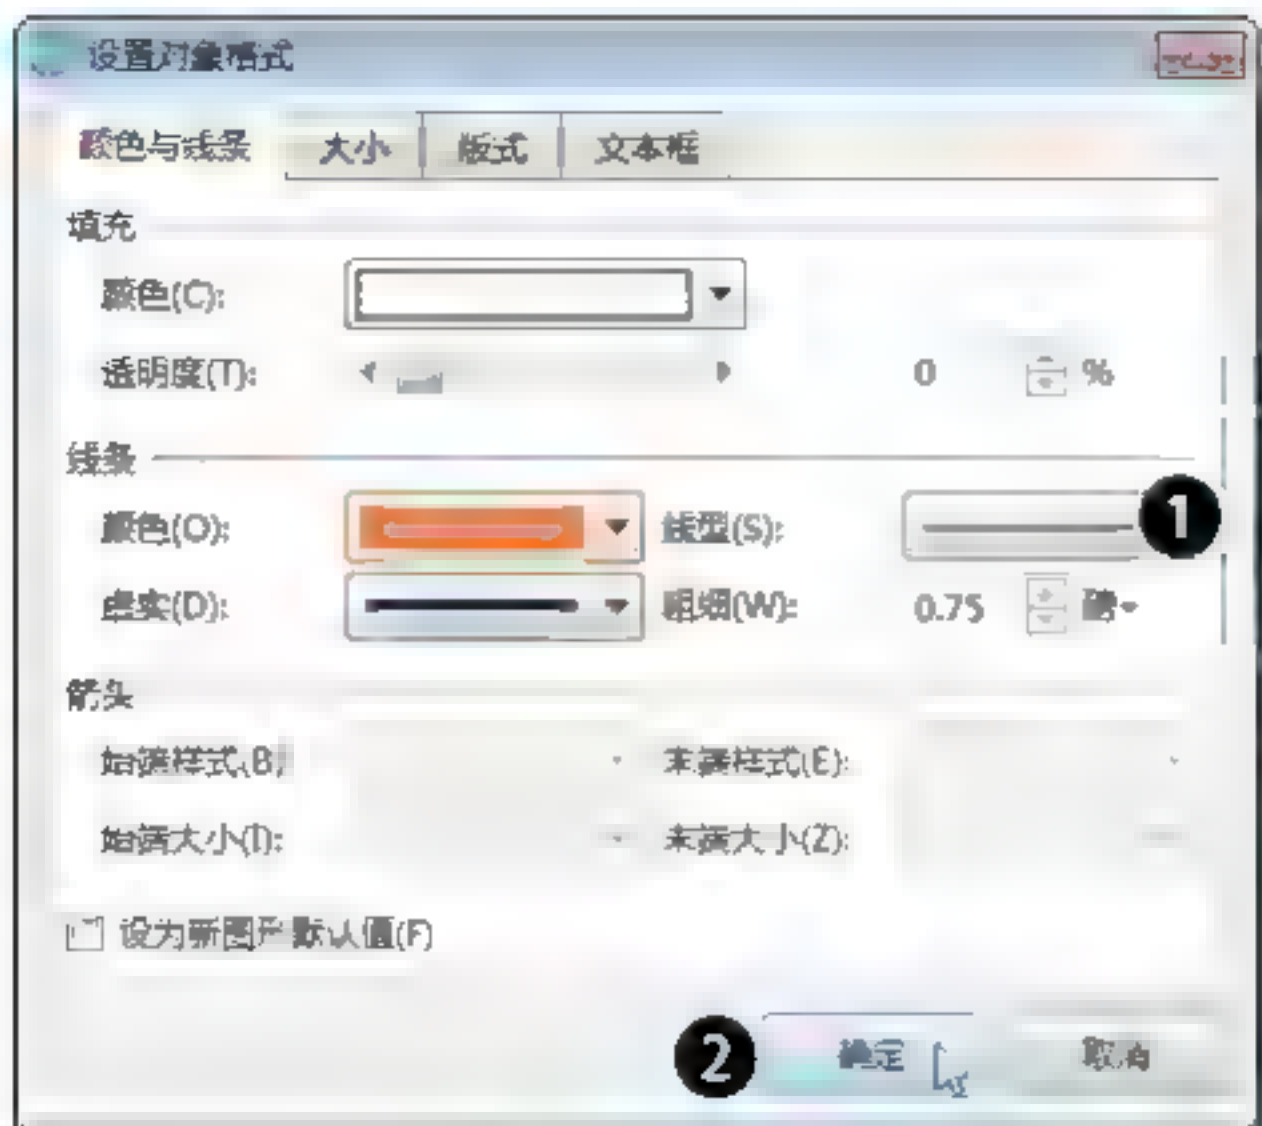 设置对象格式
颜色与线条 大小 版式 文本框
填充
颜色(C):
透明度(T): 0 %
线条
颜色(O): 线型(S): 1
虚实(D): 粗细(W): 0.75 磅
箭头
始端样式(B) 末端样式(E):
始端大小(I): 末端大小(Z):
设为新图形默认值(F)
2 确定 取消